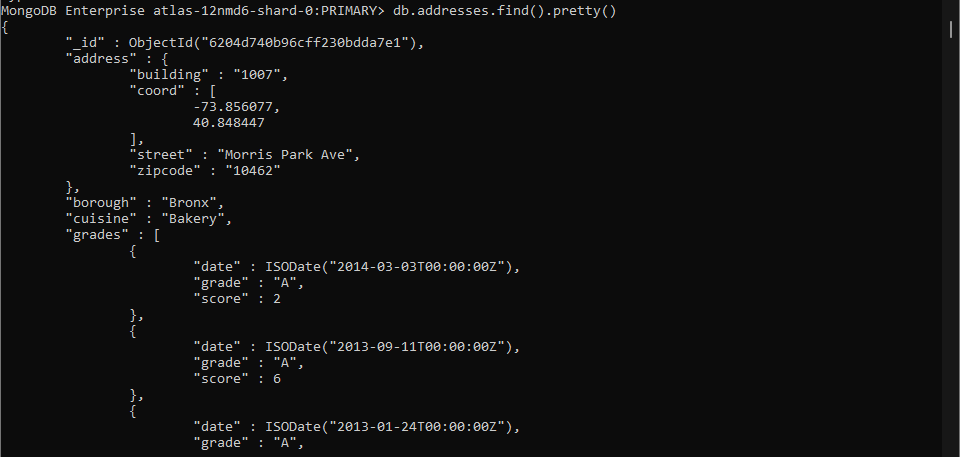 MongoDB Enterprise atlas-12nmd6-shard-0:PRIMARY> db.addresses.find().pretty()
{
"_id" : ObjectId("6204d740b96cff230bdda7e1"),
"address" : {
"building" : "1007",
"coord" : [
-73.856077,
40.848447
],
"street" : "Morris Park Ave",
"zipcode" : "10462"
},
"borough" : "Bronx",
"cuisine" : "Bakery",
"grades" : [
{
"date" : ISODate("2014-03-03T00:00:00Z"),
"grade" : "A",
"score" : 2
},
{
"date" : ISODate("2013-09-11T00:00:00Z"),
"grade" : "A",
"score" : 6
},
{
"date" : ISODate("2013-01-24T00:00:00Z"),
"grade" : "A",